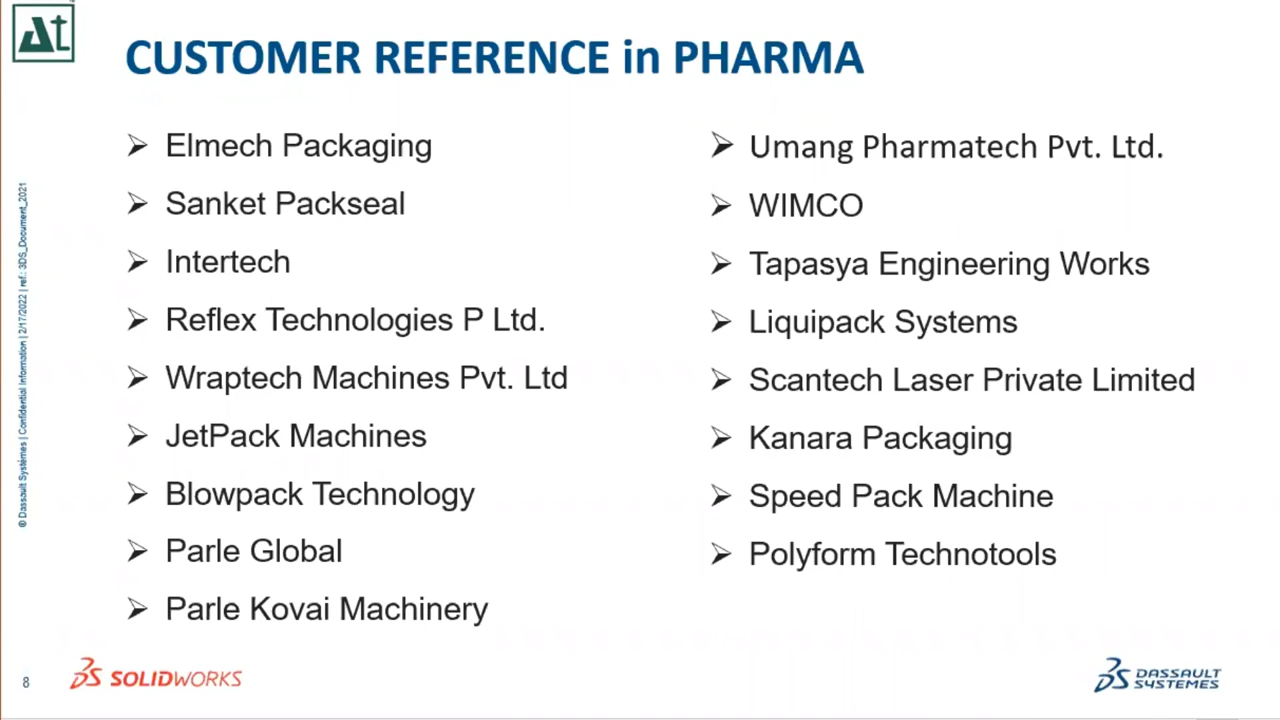 At
CUSTOMER REFERENCE in PHARMA
Elmech Packaging
Sanket Packseal
Intertech
Reflex Technologies P Ltd.
Wraptech Machines Pvt. Ltd
JetPack Machines
Blowpack Technology
Parle Global
Parle Kovai Machinery
Umang Pharmatech Pvt. Ltd.
WIMCO
Tapasya Engineering Works
Liquipack Systems
Scantech Laser Private Limited
Kanara Packaging
Speed Pack Machine
Polyform Technotools
© Dassault Systèmes | Confidential Information | 2/17/2022 | ref.: 3DS_Document_2021
8
SOLIDWORKS
DASSAULT
SYSTEMES